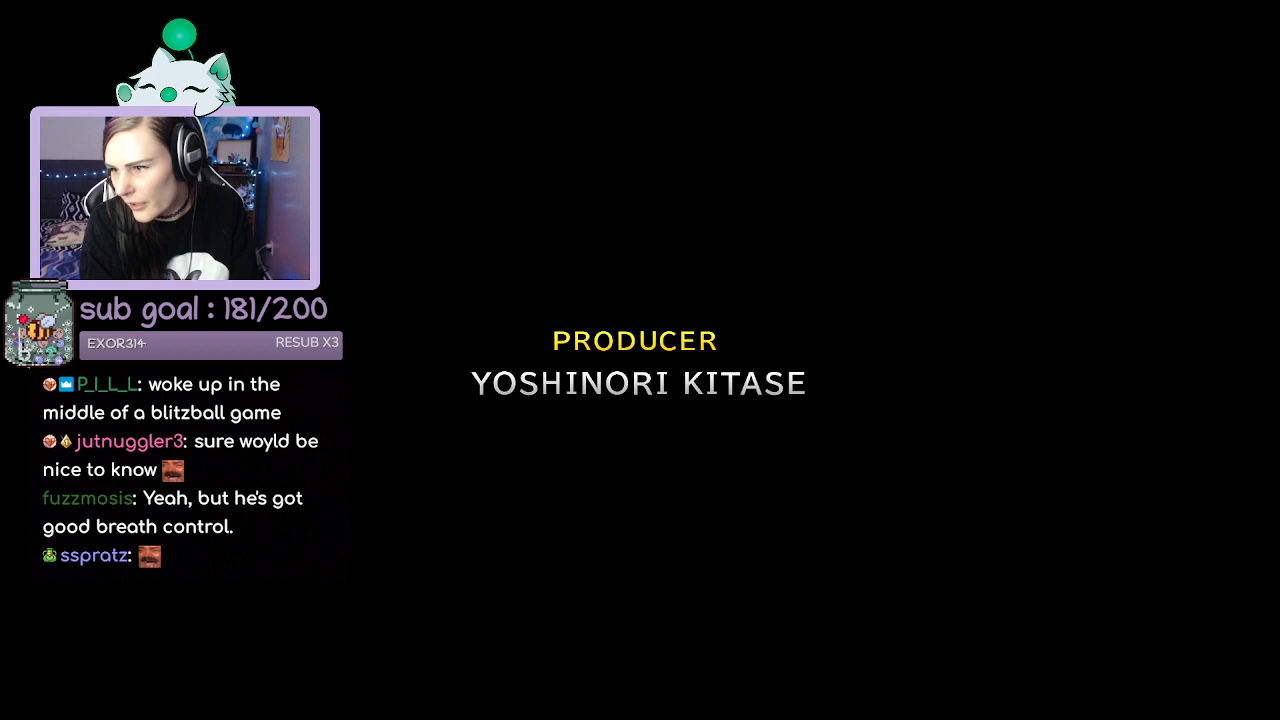 sub goal : 181/200
EXOR314 RESUB X3
P_I_L_L: woke up in the
middle of a blitzball game
jutnuggler3: sure woyld be
nice to know
fuzzmosis: Yeah, but he's got
good breath control.
sspratz:
PRODUCER
YOSHINORI KITASE